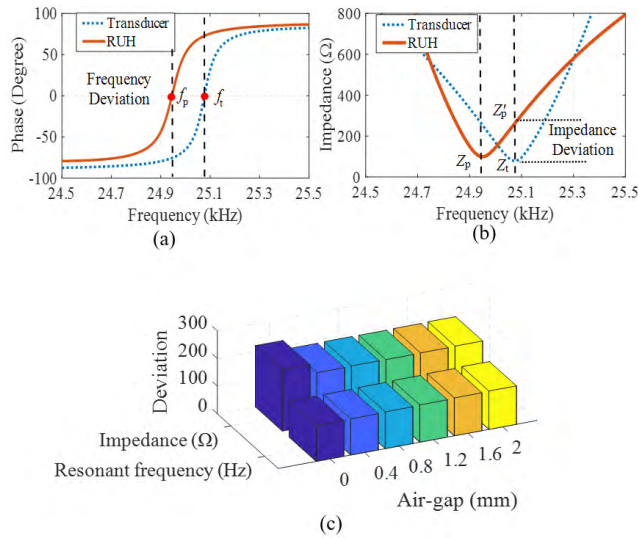 Transducer
RUH
Frequency
Deviation
f_p
f_t
Phase (Degree)
100
50
0
-50
-100
24.5
24.7
24.9
25.1
25.3
25.5
Frequency (kHz)
(a)
Transducer
RUH
Impedance (Ω)
800
600
400
200
0
Z_p′
Impedance
Deviation
Z_p
Z_t
24.5
24.7
24.9
25.1
25.3
25.5
Frequency (kHz)
(b)
Deviation
300
200
100
0
Impedance (Ω)
Resonant frequency (Hz)
0
0.4
0.8
1.2
1.6
2
Air-gap (mm)
(c)